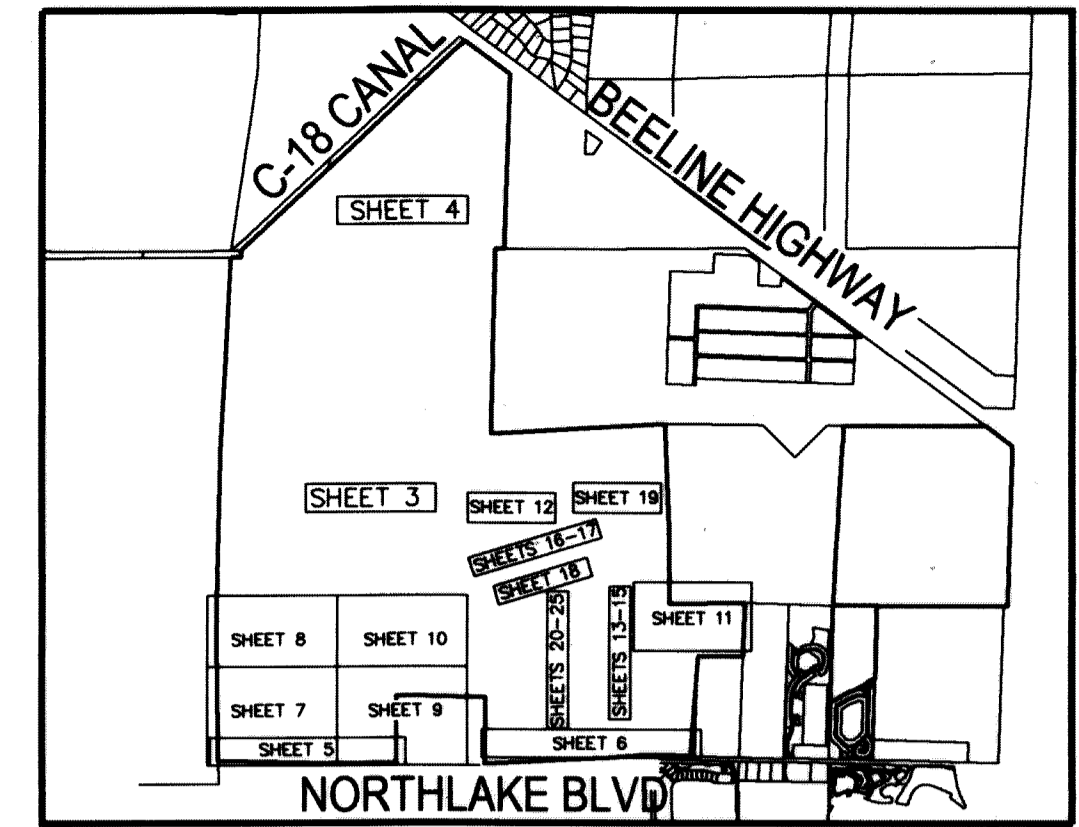 C-18 CANAL
BEELINE HIGHWAY
SHEET 4
SHEET 3
SHEET 12
SHEET 19
SHEETS 16-17
SHEET 18
SHEETS 20-25
SHEETS 13-15
SHEET 11
SHEET 8
SHEET 10
SHEET 7
SHEET 9
SHEET 5
SHEET 6
NORTHLAKE BLVD